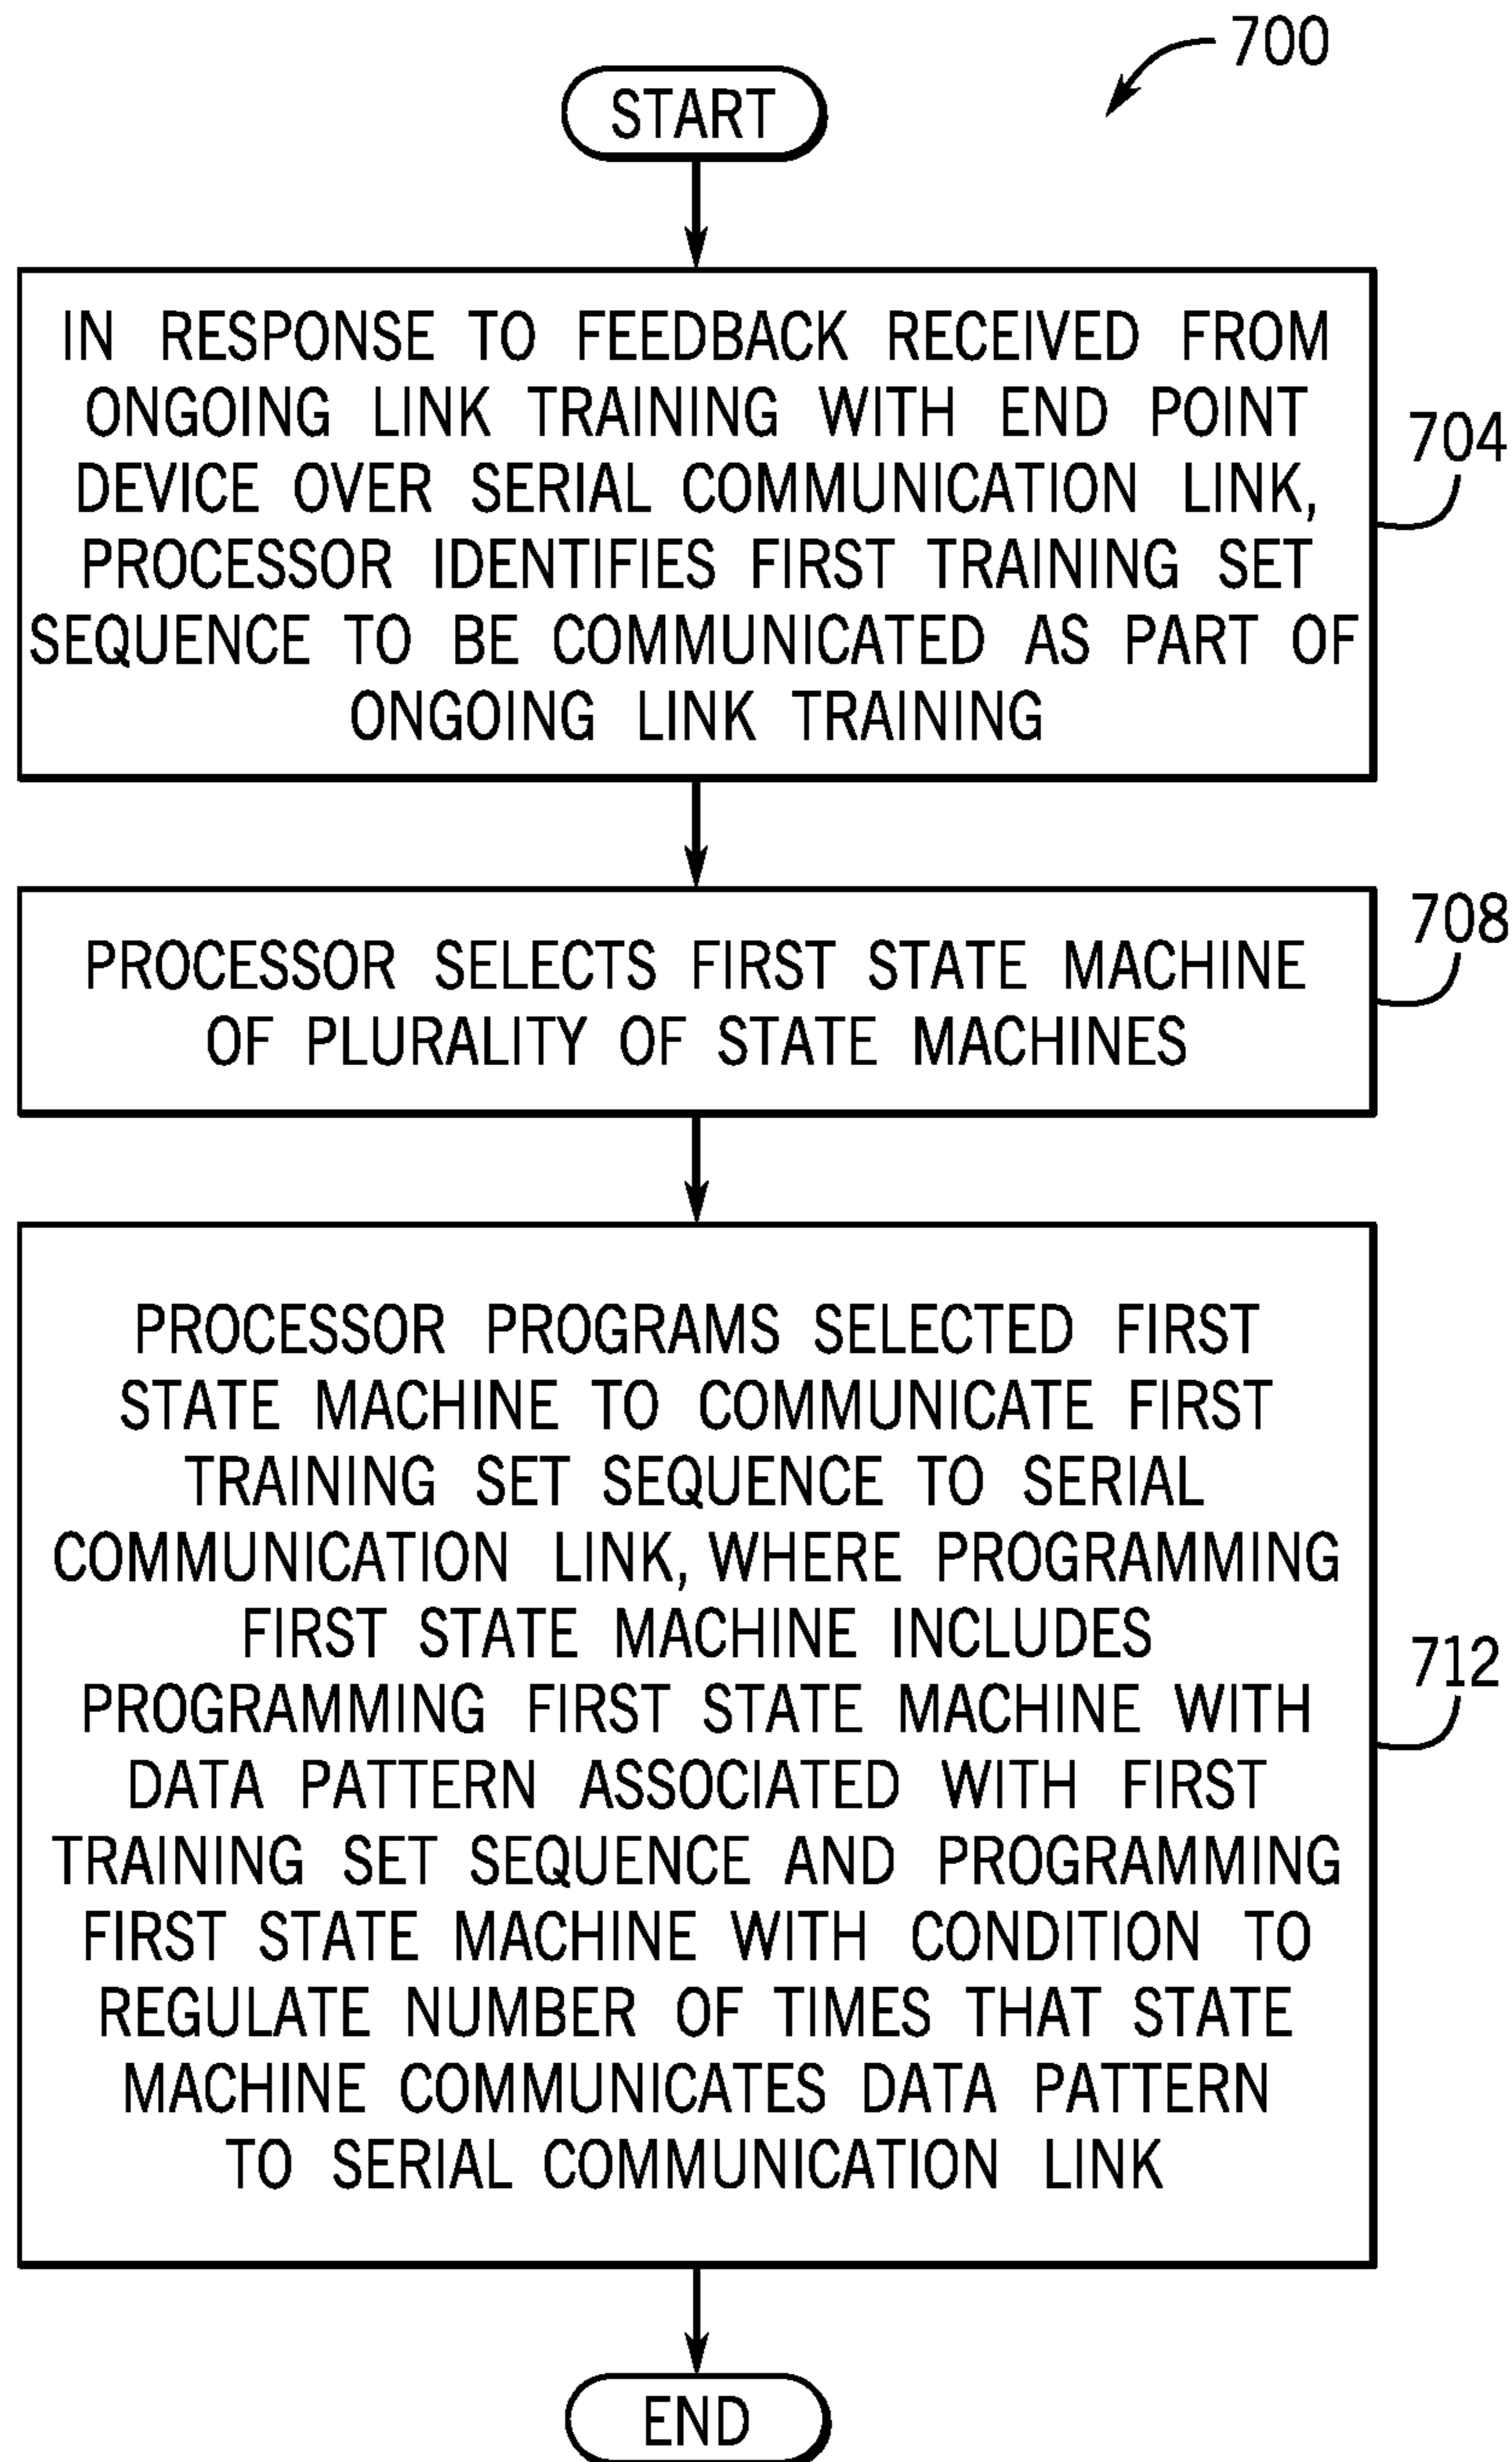 700
START
IN RESPONSE TO FEEDBACK RECEIVED FROM
ONGOING LINK TRAINING WITH END POINT
DEVICE OVER SERIAL COMMUNICATION LINK,
PROCESSOR IDENTIFIES FIRST TRAINING SET
SEQUENCE TO BE COMMUNICATED AS PART OF
ONGOING LINK TRAINING
704
PROCESSOR SELECTS FIRST STATE MACHINE
OF PLURALITY OF STATE MACHINES
708
PROCESSOR PROGRAMS SELECTED FIRST
STATE MACHINE TO COMMUNICATE FIRST
TRAINING SET SEQUENCE TO SERIAL
COMMUNICATION LINK, WHERE PROGRAMMING
FIRST STATE MACHINE INCLUDES
PROGRAMMING FIRST STATE MACHINE WITH
DATA PATTERN ASSOCIATED WITH FIRST
TRAINING SET SEQUENCE AND PROGRAMMING
FIRST STATE MACHINE WITH CONDITION TO
REGULATE NUMBER OF TIMES THAT STATE
MACHINE COMMUNICATES DATA PATTERN
TO SERIAL COMMUNICATION LINK
712
END